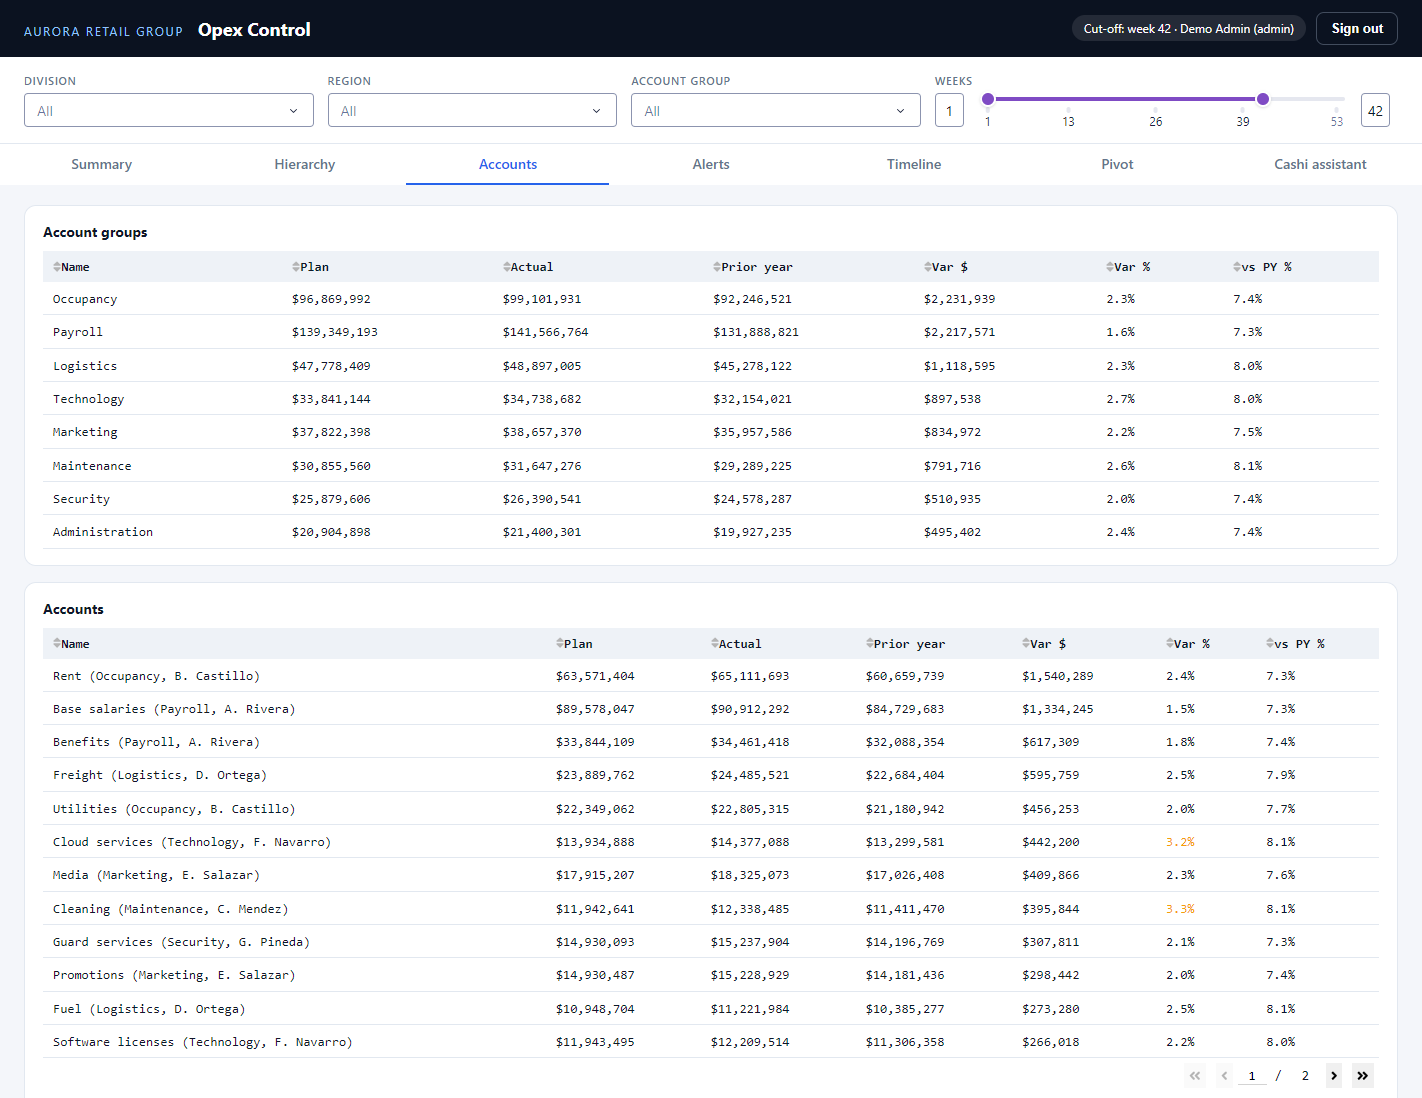 AURORA RETAIL GROUP Opex Control Cut-off: week 42 · Demo Admin (admin) Sign out
DIVISION REGION ACCOUNT GROUP WEEKS
All All All 1 42
1 13 26 39 53
Summary Hierarchy Accounts Alerts Timeline Pivot Cashi assistant
Account groups
Name Plan Actual Prior year Var $ Var % vs PY %
Occupancy $96,869,992 $99,101,931 $92,246,521 $2,231,939 2.3% 7.4%
Payroll $139,349,193 $141,566,764 $131,888,821 $2,217,571 1.6% 7.3%
Logistics $47,778,409 $48,897,005 $45,278,122 $1,118,595 2.3% 8.0%
Technology $33,841,144 $34,738,682 $32,154,021 $897,538 2.7% 8.0%
Marketing $37,822,398 $38,657,370 $35,957,586 $834,972 2.2% 7.5%
Maintenance $30,855,560 $31,647,276 $29,289,225 $791,716 2.6% 8.1%
Security $25,879,606 $26,390,541 $24,578,287 $510,935 2.0% 7.4%
Administration $20,904,898 $21,400,301 $19,927,235 $495,402 2.4% 7.4%
Accounts
Name Plan Actual Prior year Var $ Var % vs PY %
Rent (Occupancy, B. Castillo) $63,571,404 $65,111,693 $60,659,739 $1,540,289 2.4% 7.3%
Base salaries (Payroll, A. Rivera) $89,578,047 $90,912,292 $84,729,683 $1,334,245 1.5% 7.3%
Benefits (Payroll, A. Rivera) $33,844,109 $34,461,418 $32,088,354 $617,309 1.8% 7.4%
Freight (Logistics, D. Ortega) $23,889,762 $24,485,521 $22,684,404 $595,759 2.5% 7.9%
Utilities (Occupancy, B. Castillo) $22,349,062 $22,805,315 $21,180,942 $456,253 2.0% 7.7%
Cloud services (Technology, F. Navarro) $13,934,888 $14,377,088 $13,299,581 $442,200 3.2% 8.1%
Media (Marketing, E. Salazar) $17,915,207 $18,325,073 $17,026,408 $409,866 2.3% 7.6%
Cleaning (Maintenance, C. Mendez) $11,942,641 $12,338,485 $11,411,470 $395,844 3.3% 8.1%
Guard services (Security, G. Pineda) $14,930,093 $15,237,904 $14,196,769 $307,811 2.1% 7.3%
Promotions (Marketing, E. Salazar) $14,930,487 $15,228,929 $14,181,436 $298,442 2.0% 7.4%
Fuel (Logistics, D. Ortega) $10,948,704 $11,221,984 $10,385,277 $273,280 2.5% 8.1%
Software licenses (Technology, F. Navarro) $11,943,495 $12,209,514 $11,306,358 $266,018 2.2% 8.0%
1 / 2